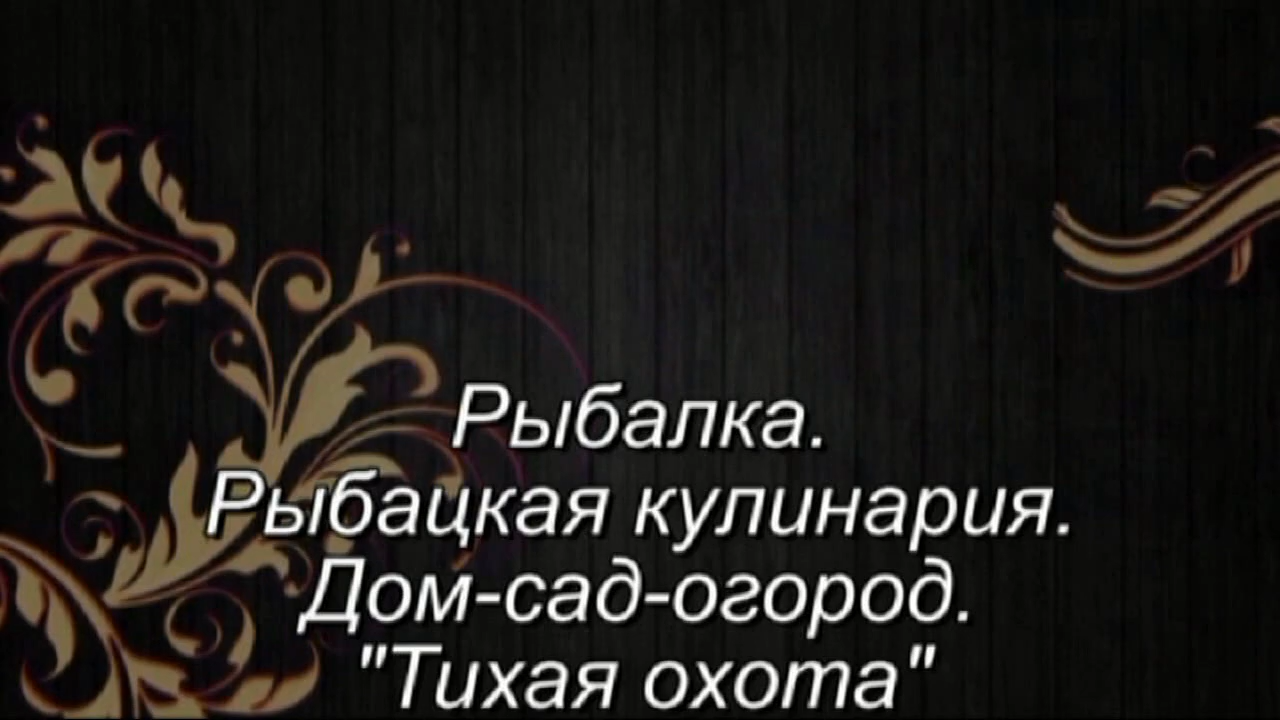 Рыбалка.
Рыбацкая кулинария.
Дом-сад-огород.
"Тихая охота"